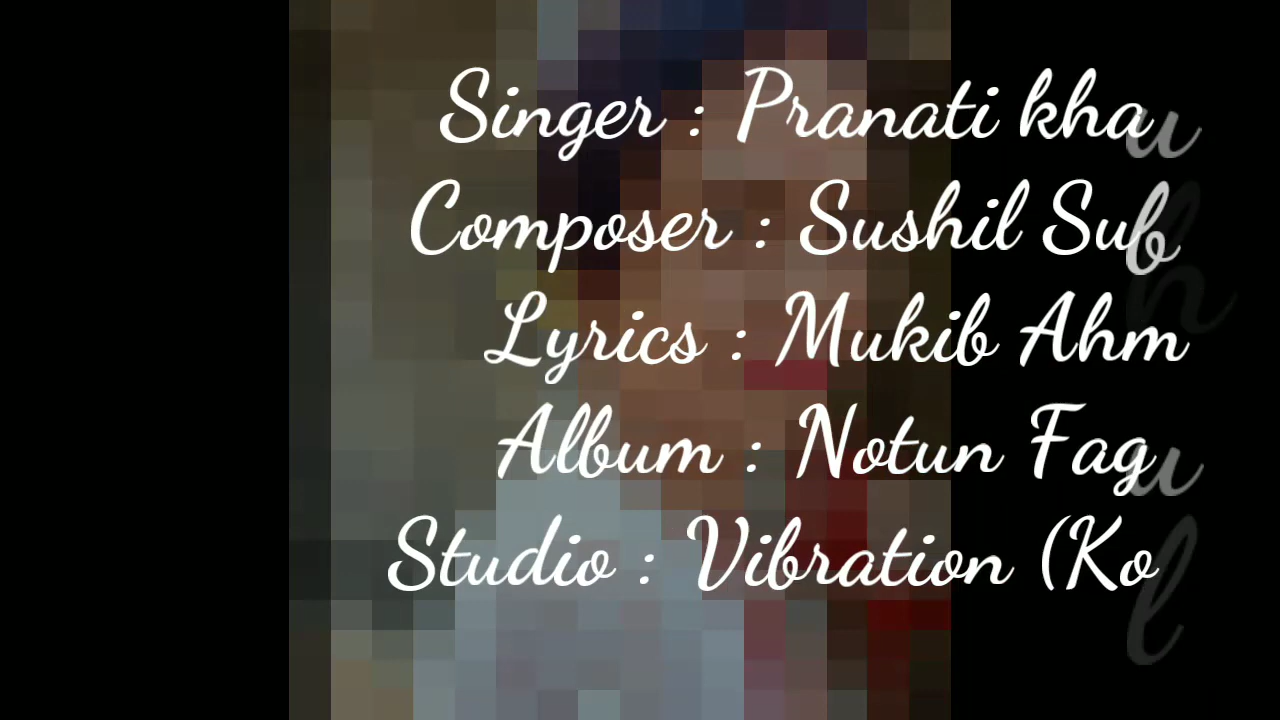 Singer : Pranati kha
Composer : Sushil Sub
Lyrics : Mukib Ahm
Album : Notun Fag
Studio : Vibration (Ko